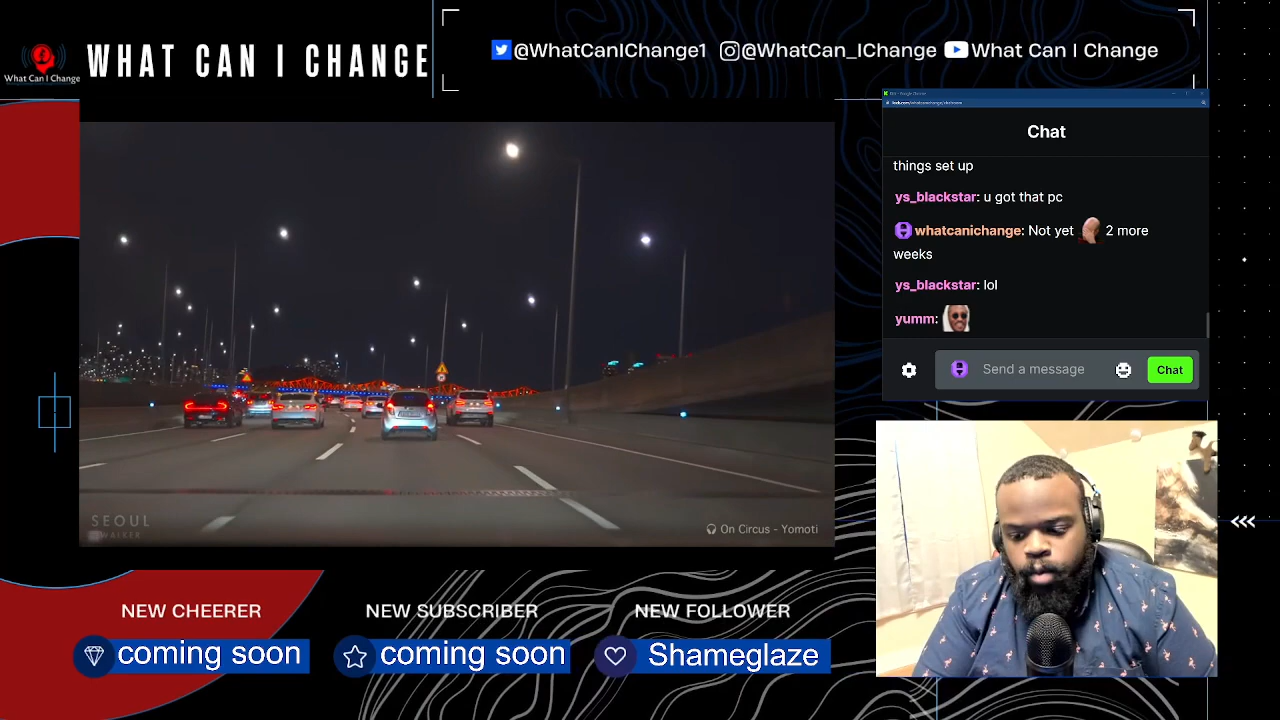 What Can I Change
WHAT CAN I CHANGE
@WhatCanIChange1 @WhatCan_IChange What Can I Change
Chat
things set up
ys_blackstar: u got that pc
whatcanichange: Not yet 2 more
weeks
ys_blackstar: lol
yumm:
Send a message
Chat
SEOUL
WALKER
On Circus - Yomoti
NEW CHEERER
NEW SUBSCRIBER
NEW FOLLOWER
coming soon
coming soon
Shameglaze